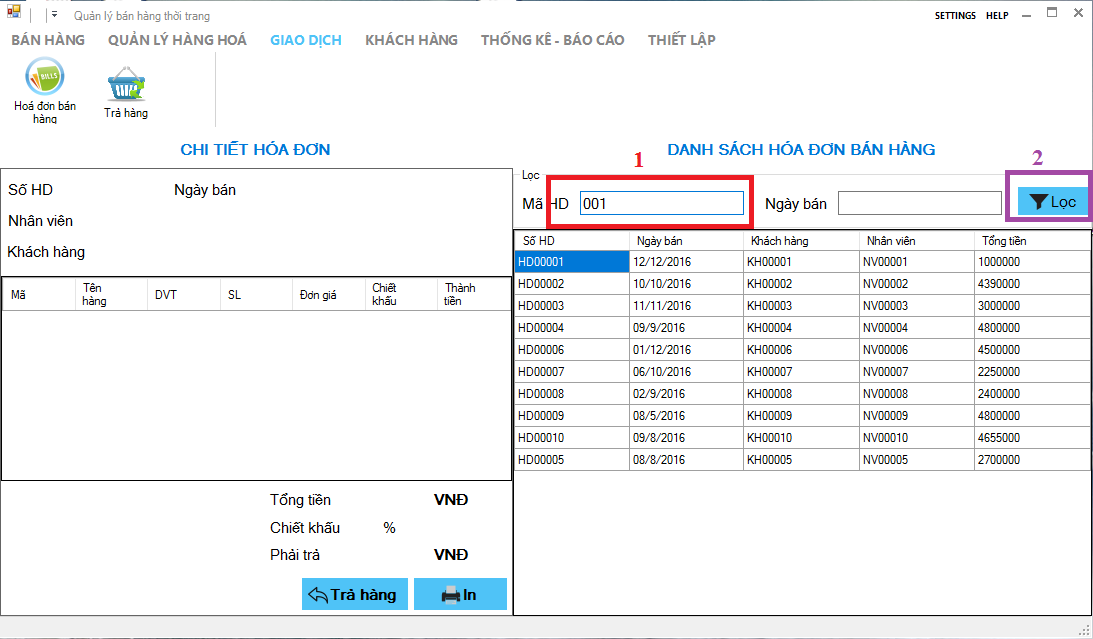 Quản lý bán hàng thời trang
SETTINGS HELP
BÁN HÀNG QUẢN LÝ HÀNG HOÁ GIAO DỊCH KHÁCH HÀNG THỐNG KÊ - BÁO CÁO THIẾT LẬP
BILLS
Hoá đơn bán
hàng
Trả hàng
CHI TIẾT HÓA ĐƠN
Số HD Ngày bán
Nhân viên
Khách hàng
Mã Tên hàng DVT SL Đơn giá Chiết khấu Thành tiền
Tổng tiền VNĐ
Chiết khấu %
Phải trả VNĐ
Trả hàng In
1 DANH SÁCH HÓA ĐƠN BÁN HÀNG 2
Lọc
Mã HD 001 Ngày bán Lọc
Số HD Ngày bán Khách hàng Nhân viên Tổng tiền
HD00001 12/12/2016 KH00001 NV00001 1000000
HD00002 10/10/2016 KH00002 NV00002 4390000
HD00003 11/11/2016 KH00003 NV00003 3000000
HD00004 09/9/2016 KH00004 NV00004 4800000
HD00006 01/12/2016 KH00006 NV00006 4500000
HD00007 06/10/2016 KH00007 NV00007 2250000
HD00008 02/9/2016 KH00008 NV00008 2400000
HD00009 08/5/2016 KH00009 NV00009 4800000
HD00010 09/8/2016 KH00010 NV00010 4655000
HD00005 08/8/2016 KH00005 NV00005 2700000